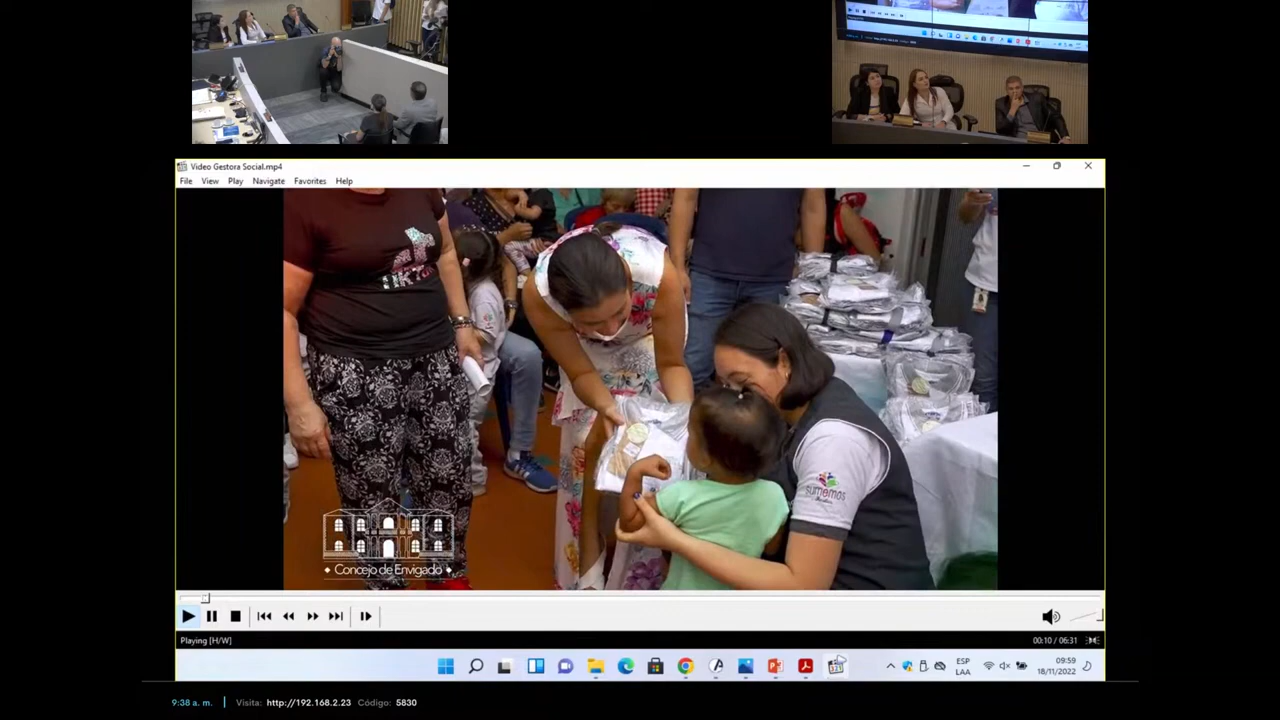 Video Gestora Social.mp4
File View Play Navigate Favorites Help
sumemos
Concejo de Envigado
Playing [H/W]
00:10 / 06:31
ESP
LAA
09:59
18/11/2022
9:38 a. m. | Visita: http://192.168.2.23 Código: 5830